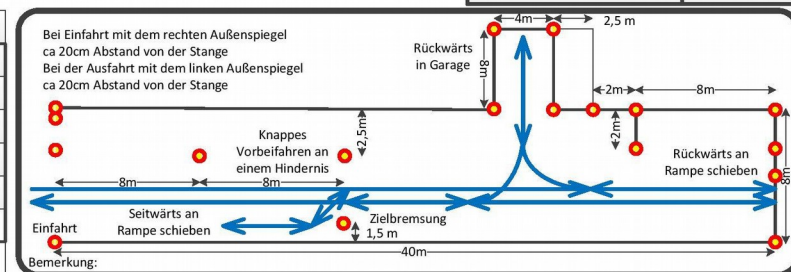 Bei Einfahrt mit dem rechten Außenspiegel
ca 20cm Abstand von der Stange
Bei der Ausfahrt mit dem linken Außenspiegel
ca 20cm Abstand von der Stange
4m
2,5 m
Rückwärts
in Garage
8m
2m
8m
2,5m
2m
Knappes
Vorbeifahren an
einem Hindernis
Rückwärts an
Rampe schieben
8m
8m
8m
Seitwärts an
Rampe schieben
Zielbremsung
1,5 m
Einfahrt
40m
Bemerkung: